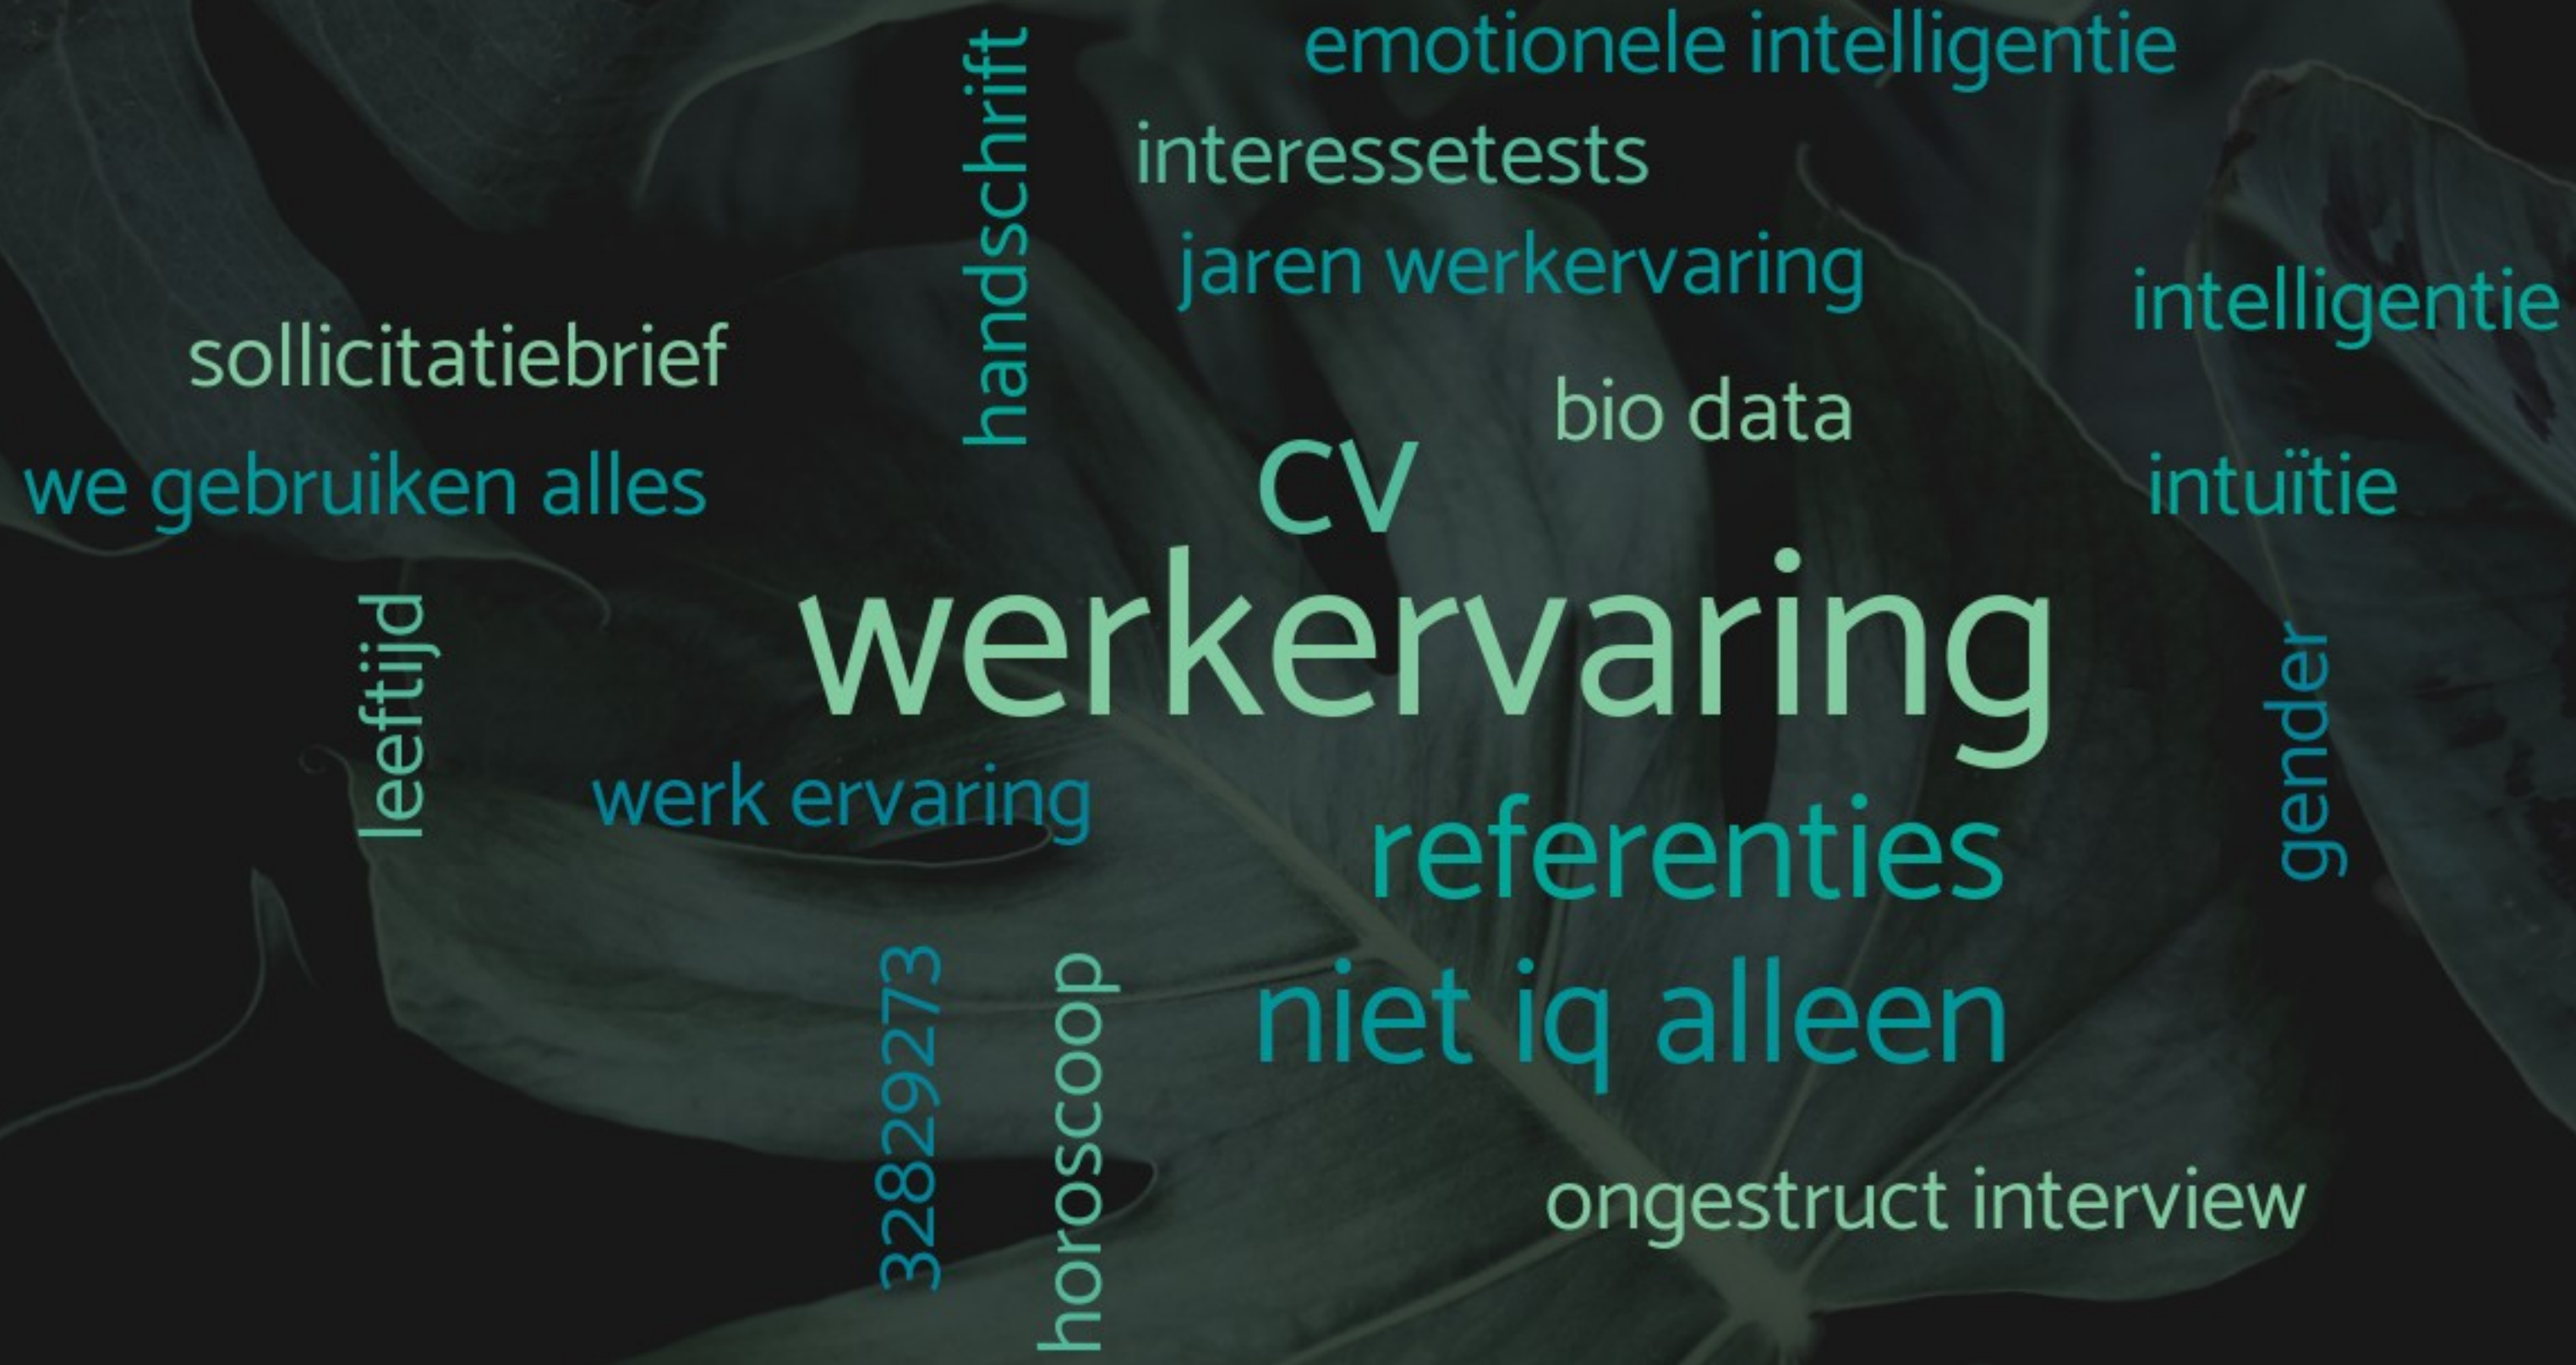 emotionele intelligentie
handschrift
interessetests
jaren werkervaring
intelligentie
sollicitatiebrief
bio data
cv
we gebruiken alles
intuïtie
werkervaring
leeftijd
gender
werk ervaring
referenties
32829273
horoscoop
niet iq alleen
ongestruct interview